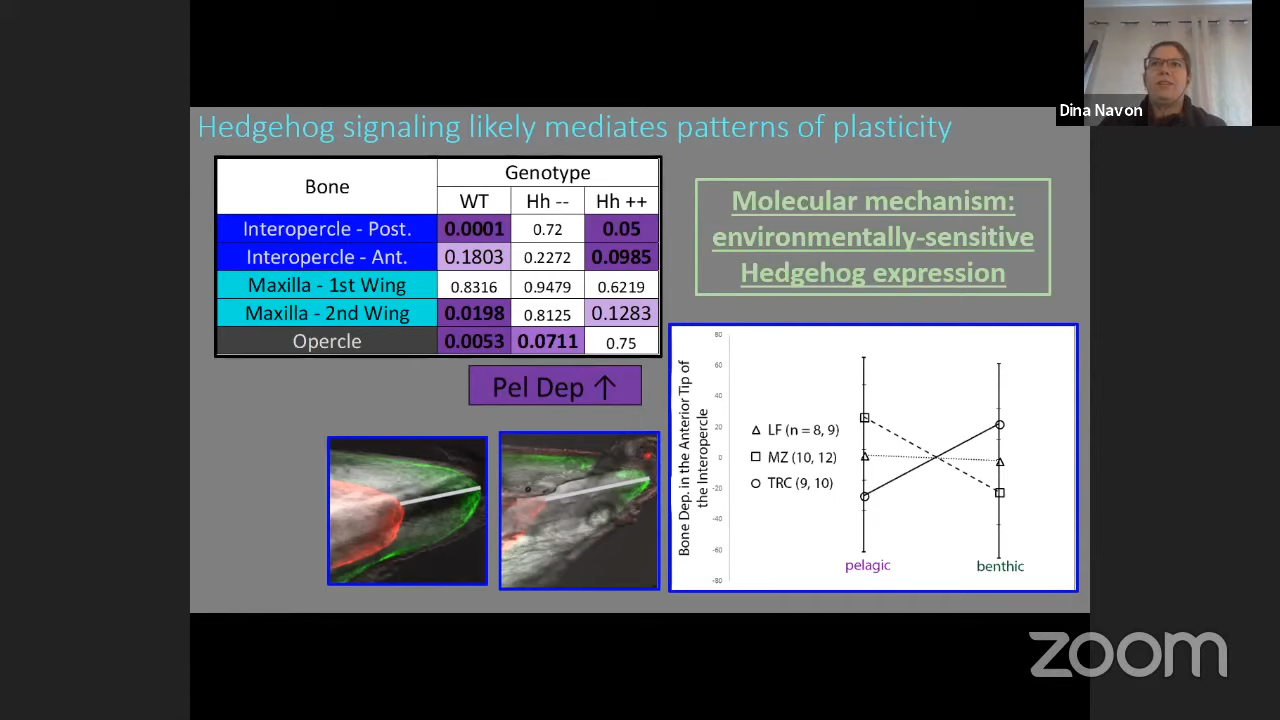 Dina Navon
Hedgehog signaling likely mediates patterns of plasticity
Bone
Genotype
WT Hh -- Hh ++
Interopercle - Post. 0.0001 0.72 0.05
Interopercle - Ant. 0.1803 0.2272 0.0985
Maxilla - 1st Wing 0.8316 0.9479 0.6219
Maxilla - 2nd Wing 0.0198 0.8125 0.1283
Opercle 0.0053 0.0711 0.75
Pel Dep ↑
Molecular mechanism:
environmentally-sensitive
Hedgehog expression
Bone Dep. in the Anterior Tip of
the Interopercle
80
60
40
20
0
-20
-40
-60
-80
LF (n = 8, 9)
MZ (10, 12)
TRC (9, 10)
pelagic benthic
zoom